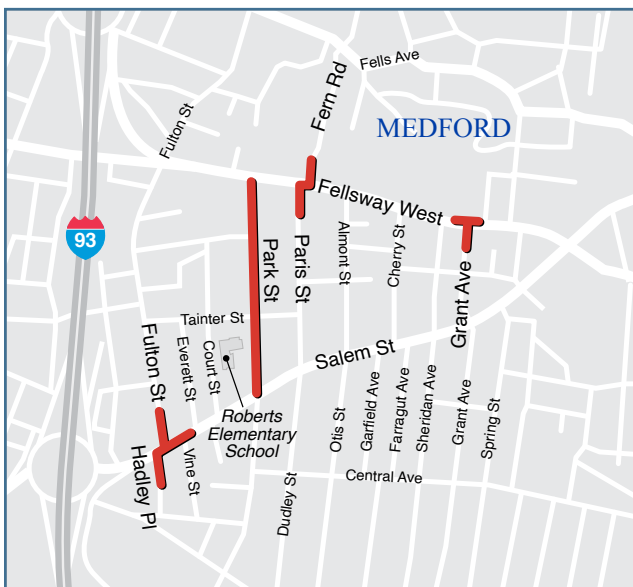 Fells Ave
Fern Rd
Fulton St
MEDFORD
Fellsway West
93
Park St
Paris St
Almont St
Cherry St
Grant Ave
Tainter St
Salem St
Fulton St
Everett St
Court St
Roberts
Elementary
School
Otis St
Garfield Ave
Farragut Ave
Sheridan Ave
Grant Ave
Spring St
Hadley Pl
Vine St
Central Ave
Dudley St